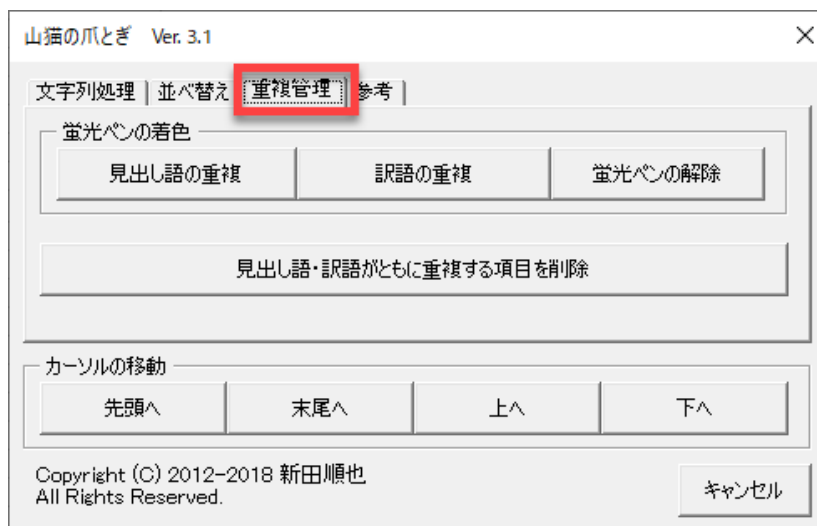 山猫の爪とぎ Ver. 3.1
文字列処理 並べ替え 重複管理 参考
蛍光ペンの着色
見出し語の重複 訳語の重複 蛍光ペンの解除
見出し語・訳語がともに重複する項目を削除
カーソルの移動
先頭へ 末尾へ 上へ 下へ
Copyright (C) 2012-2018 新田順也
All Rights Reserved.
キャンセル